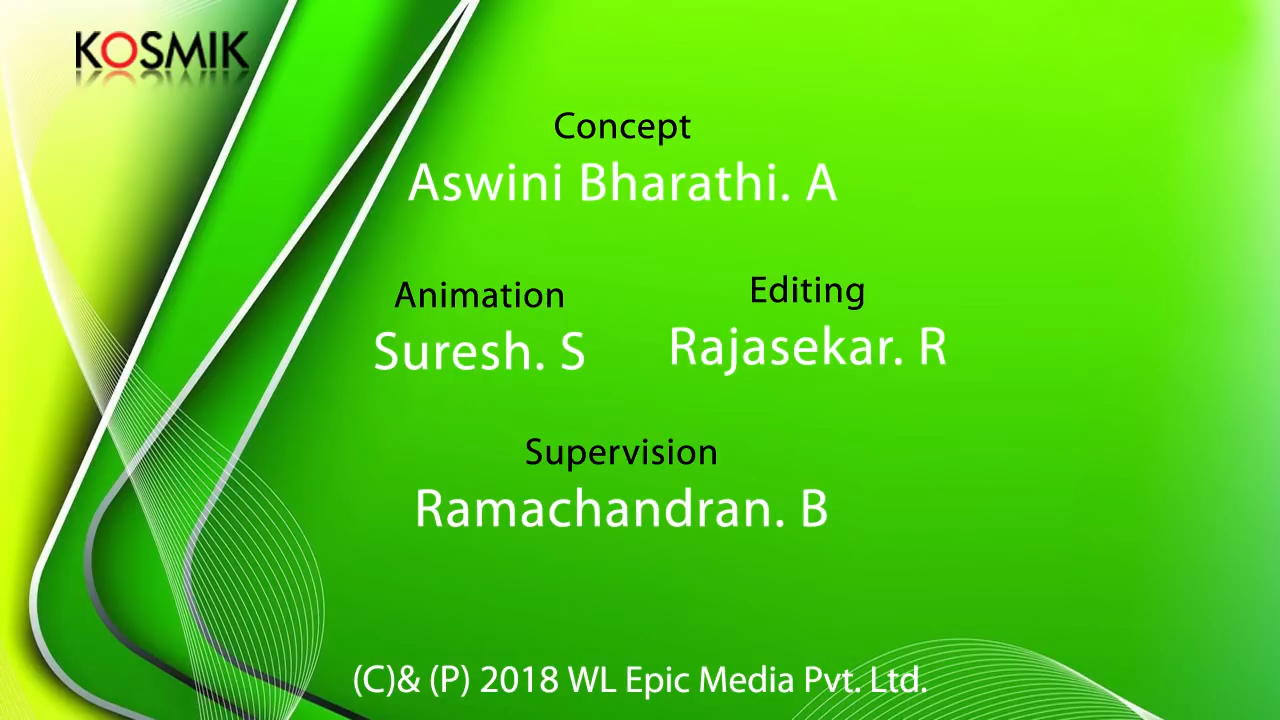 KOSMIK
Concept
Aswini Bharathi. A
Animation
Suresh. S
Editing
Rajasekar. R
Supervision
Ramachandran. B
(C)& (P) 2018 WL Epic Media Pvt. Ltd.